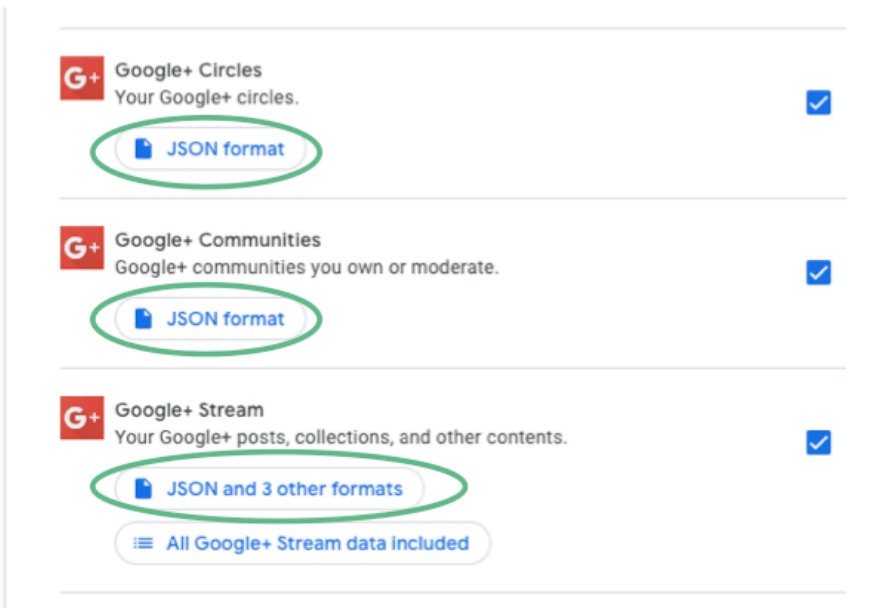 G+ Google+ Circles
Your Google+ circles.
JSON format
G+ Google+ Communities
Google+ communities you own or moderate.
JSON format
G+ Google+ Stream
Your Google+ posts, collections, and other contents.
JSON and 3 other formats
All Google+ Stream data included